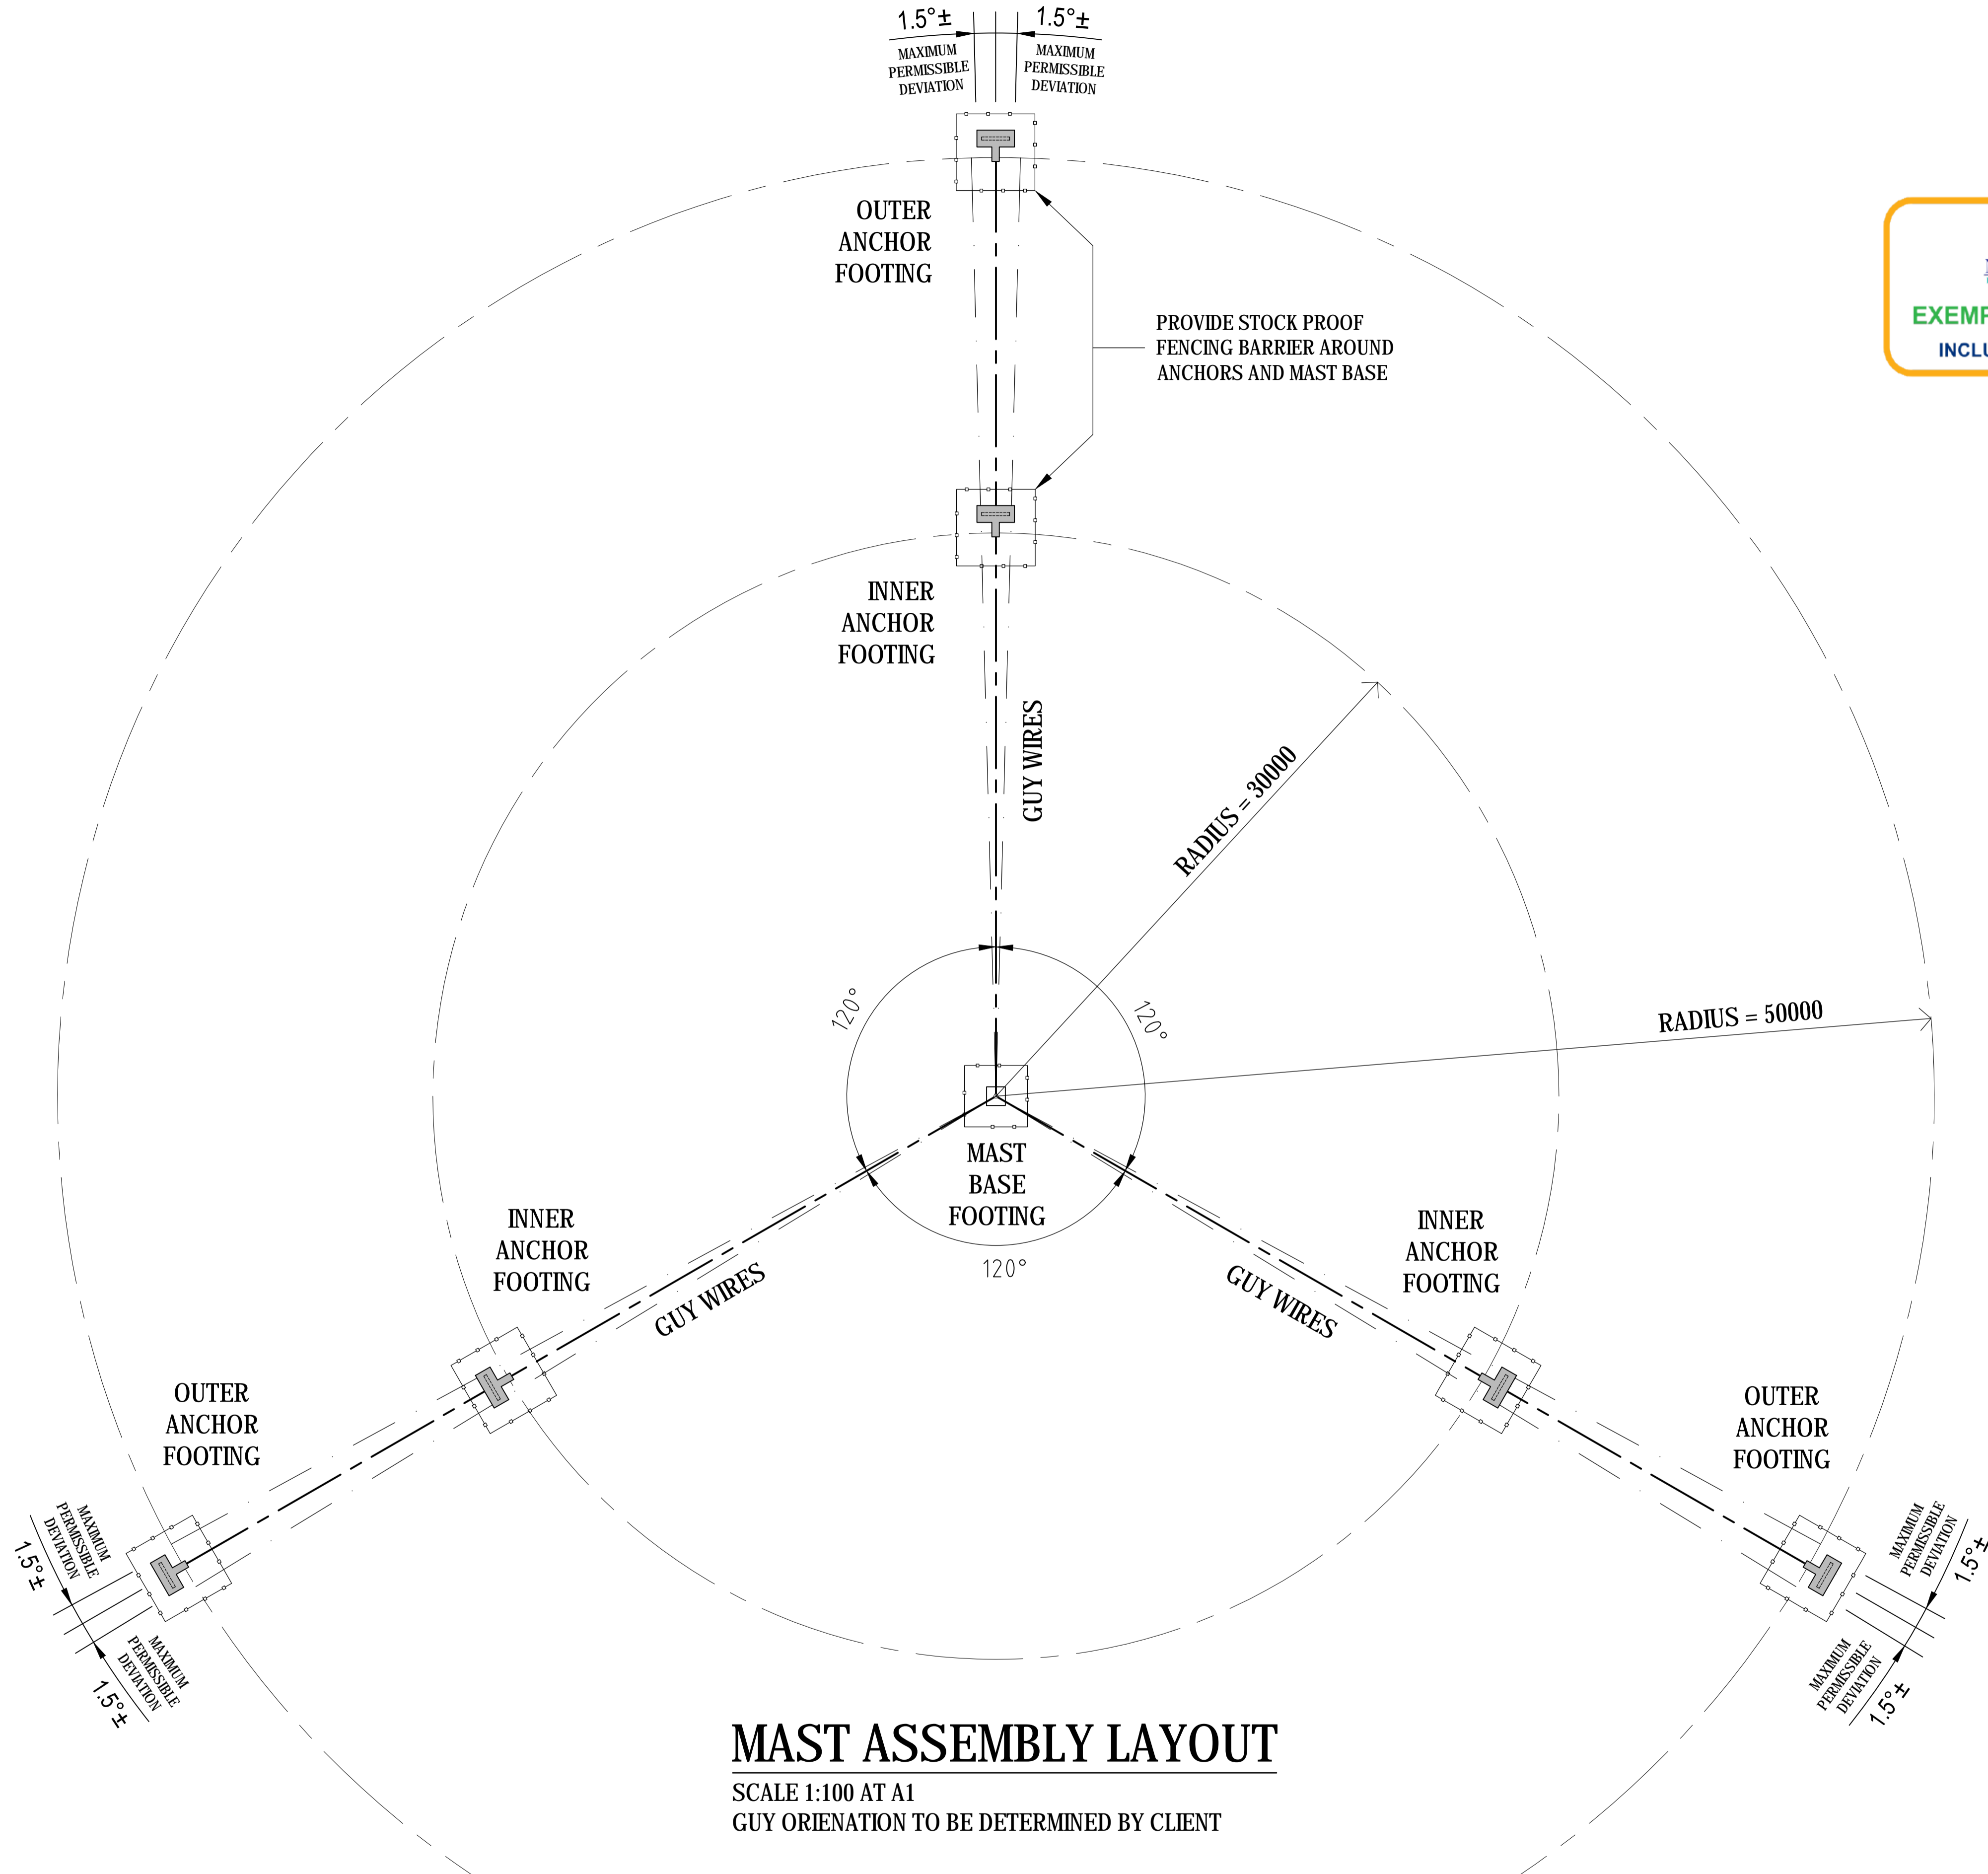 1.5°±
1.5°±
MAXIMUM
PERMISSIBLE
DEVIATION
MAXIMUM
PERMISSIBLE
DEVIATION
OUTER
ANCHOR
FOOTING
PROVIDE STOCK PROOF
FENCING BARRIER AROUND
ANCHORS AND MAST BASE
INCLU
INNER
ANCHOR
FOOTING
GUY WIRES
RADIUS = 30000
120°
120°
RADIUS = 50000
MAST
BASE
FOOTING
120°
INNER
ANCHOR
FOOTING
GUY WIRES
GUY WIRES
INNER
ANCHOR
FOOTING
OUTER
ANCHOR
FOOTING
OUTER
ANCHOR
FOOTING
MAXIMUM
PERMISSIBLE
DEVIATION
1.5°±
MAXIMUM
PERMISSIBLE
DEVIATION
1.5°±
MAXIMUM
PERMISSIBLE
DEVIATION
1.5°±
MAXIMUM
PERMISSIBLE
DEVIATION
1.5°±
MAST ASSEMBLY LAYOUT
SCALE 1:100 AT A1
GUY ORIENATION TO BE DETERMINED BY CLIENT